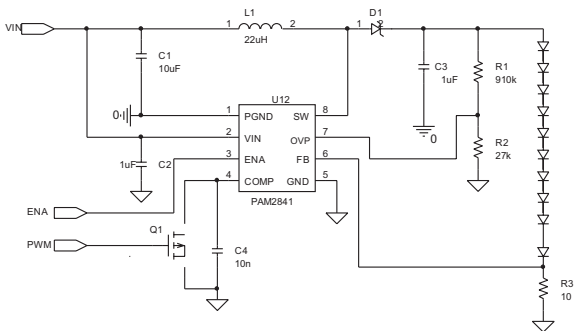 L1
D1
VIN
1
2
1
2
22uH
C1
10uF
C3
1uF
R1
910k
U12
0
1
PGND
SW
8
2
VIN
OVP
7
0
R2
27k
1uF
C2
3
ENA
FB
6
4
COMP
GND
5
PAM2841
ENA
Q1
PWM
C4
10n
R3
10